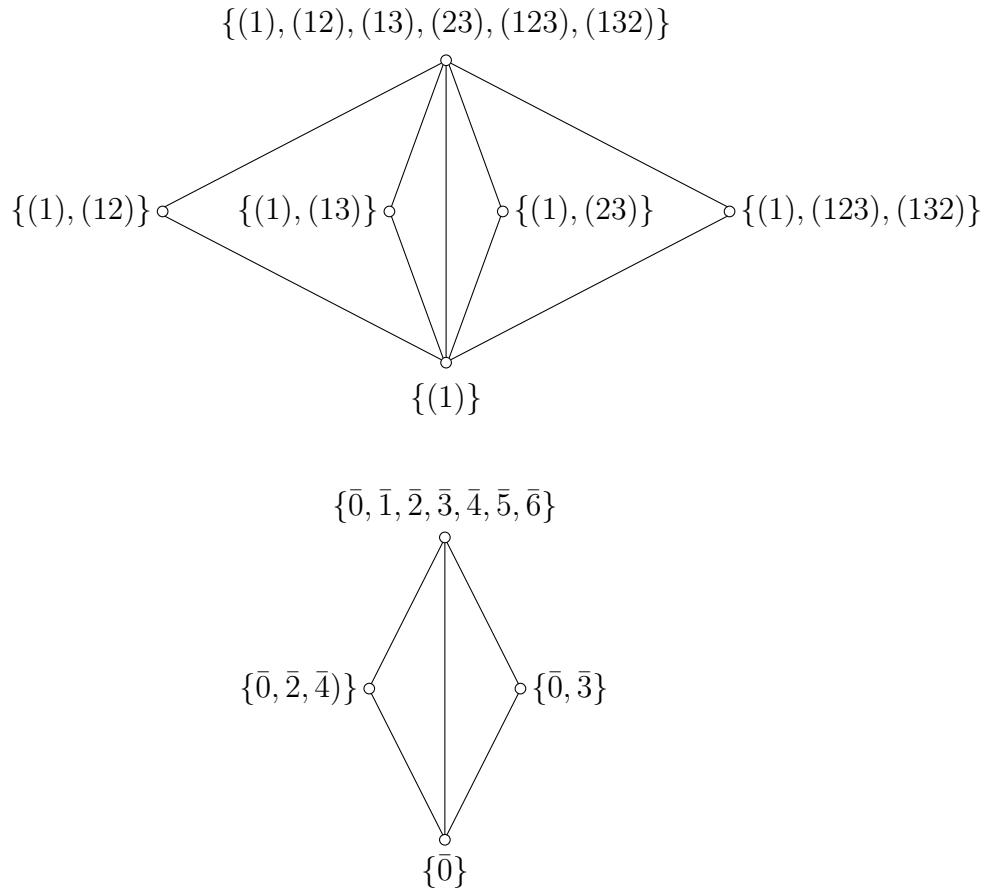 {(1), (12), (13), (23), (123), (132)}
{(1), (12)}
{(1), (13)}
{(1), (23)}
{(1), (123), (132)}
{(1)}
{0̄, 1̄, 2̄, 3̄, 4̄, 5̄, 6̄}
{0̄, 2̄, 4̄)}
{0̄, 3̄}
{0̄}